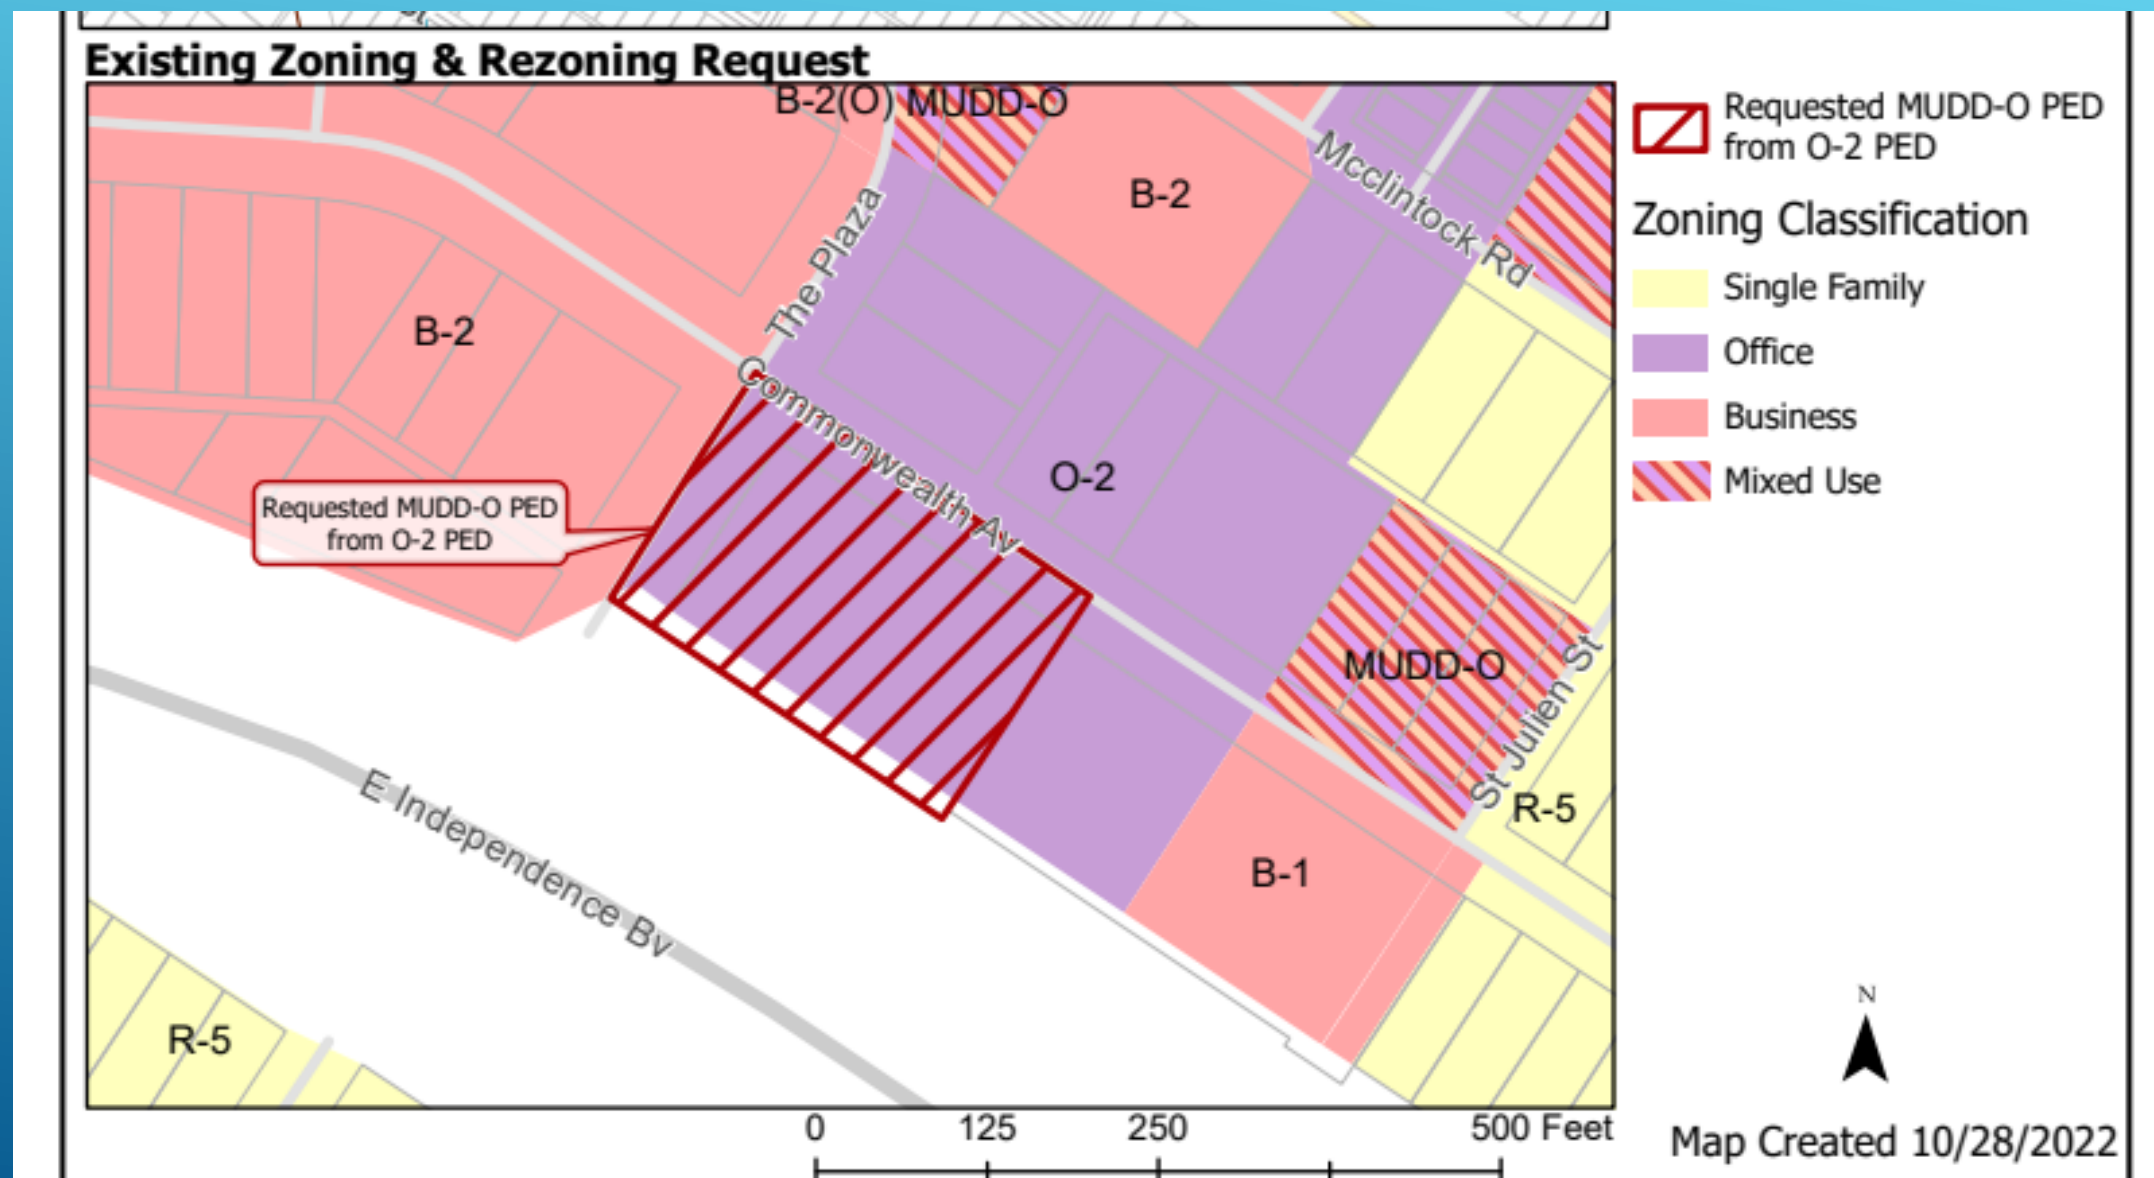 Existing Zoning & Rezoning Request
B-2(O) MUDD-O
B-2
Mcclintock Rd
The Plaza
B-2
Commonwealth Av
O-2
Requested MUDD-O PED
from O-2 PED
MUDD-O
St Julien St
R-5
E Independence Bv
B-1
R-5
Requested MUDD-O PED
from O-2 PED
Zoning Classification
Single Family
Office
Business
Mixed Use
N
0 125 250 500 Feet
Map Created 10/28/2022